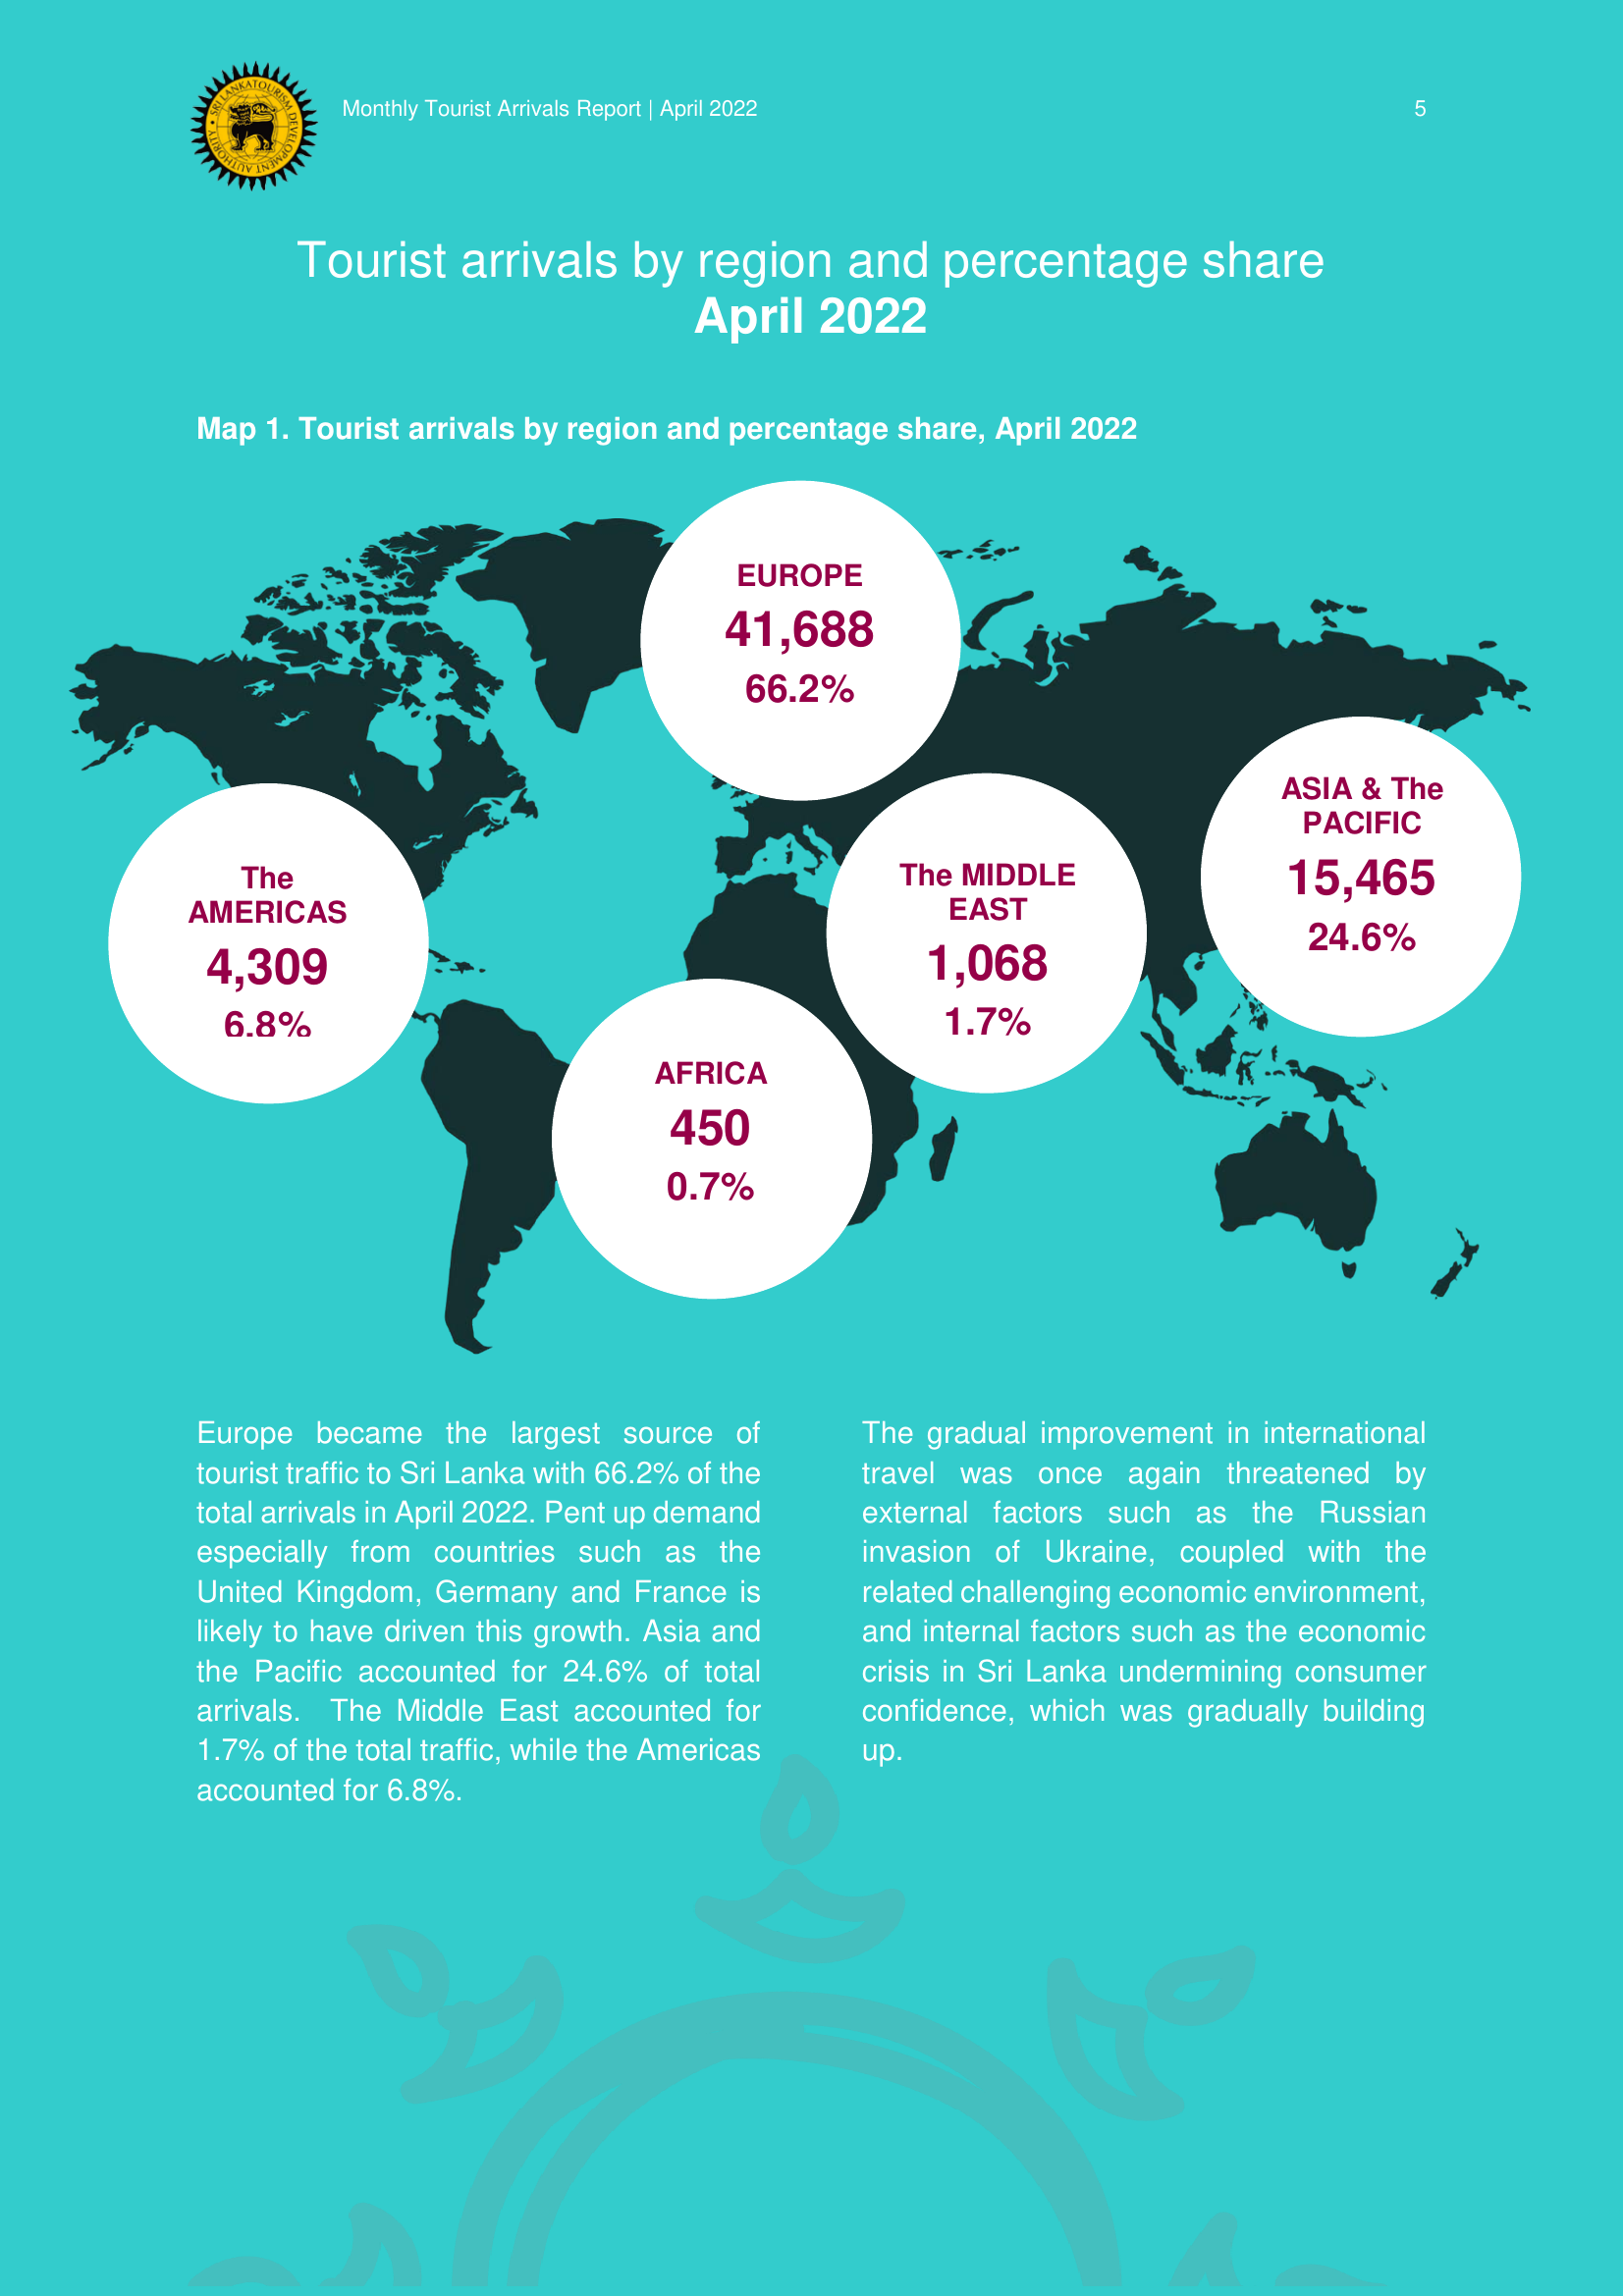 SRI LANKA TOURISM DEVELOPMENT AUTHORITY
Monthly Tourist Arrivals Report | April 2022
5
Tourist arrivals by region and percentage share
April 2022
Map 1. Tourist arrivals by region and percentage share, April 2022
EUROPE
41,688
66.2%
ASIA & The
PACIFIC
15,465
24.6%
The
AMERICAS
4,309
6.8%
The MIDDLE
EAST
1,068
1.7%
AFRICA
450
0.7%
Europe became the largest source of
tourist traffic to Sri Lanka with 66.2% of the
total arrivals in April 2022. Pent up demand
especially from countries such as the
United Kingdom, Germany and France is
likely to have driven this growth. Asia and
the Pacific accounted for 24.6% of total
arrivals. The Middle East accounted for
1.7% of the total traffic, while the Americas
accounted for 6.8%.
The gradual improvement in international
travel was once again threatened by
external factors such as the Russian
invasion of Ukraine, coupled with the
related challenging economic environment,
and internal factors such as the economic
crisis in Sri Lanka undermining consumer
confidence, which was gradually building
up.